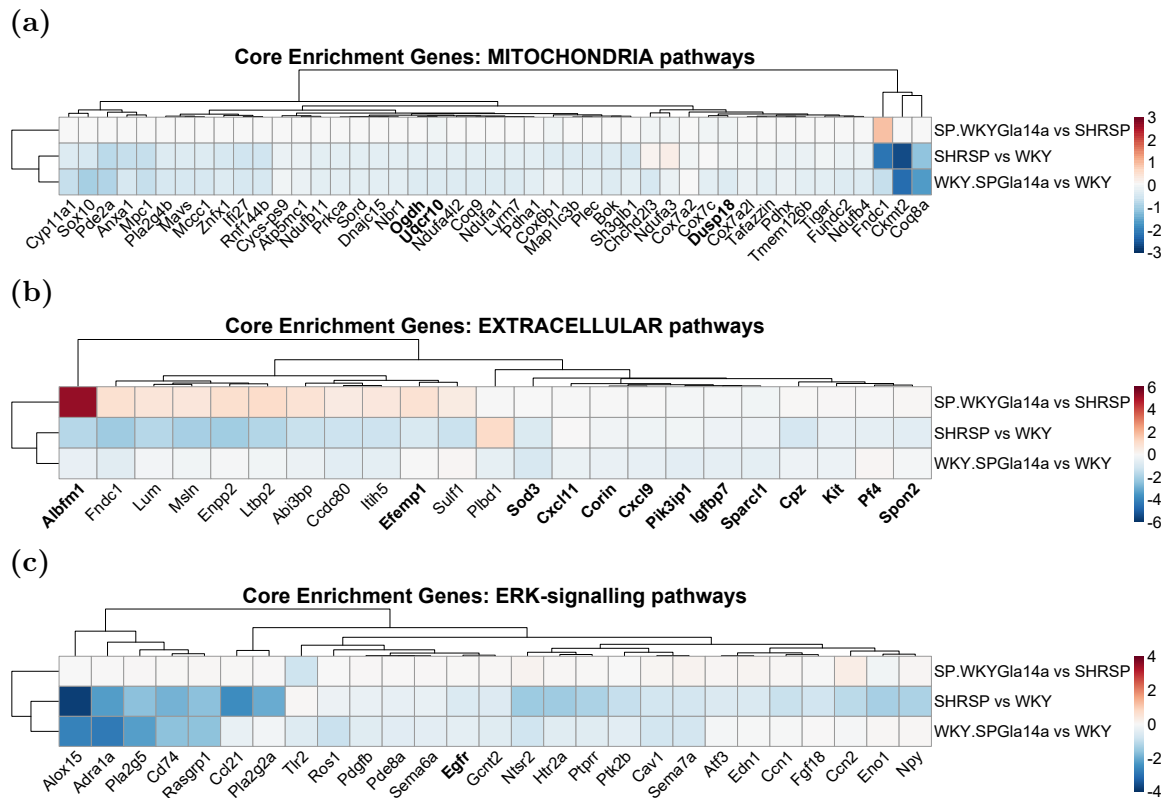 (a)
Core Enrichment Genes: MITOCHONDRIA pathways
SP.WKYGla14a vs SHRSP
SHRSP vs WKY
WKY.SPGla14a vs WKY
3
2
1
0
-1
-2
-3
Cyp11a1 Spx10 Pde2a Anxa1 Mpc1 Pla2g4b Mavs Mccc1 Znfx1 Ifi27 Rnf144b Cycs-ps9 Atp5mc1 Ndufb11 Prkca Sord Dnajc15 Nbr1 Ogdh Uqcr10 Ndufa4l2 Coq9 Ndufa1 Lyrm7 Pdha1 Cox6b1 Map1lc3b Plec Bok Sh3glb1 Chchd2l3 Ndufa3 Cox7a2 Cox7c Dusp18 Cox7a2l Tafazzin Pdhx Tmem126b Tigar Fundc2 Ndufb4 Fndc1 Ckmt2 Coq8a
(b)
Core Enrichment Genes: EXTRACELLULAR pathways
SP.WKYGla14a vs SHRSP
SHRSP vs WKY
WKY.SPGla14a vs WKY
6
4
2
0
-2
-4
-6
Albfm1 Fndc1 Lum Msln Enpp2 Ltbp2 Abi3bp Ccdc80 Itih5 Efemp1 Sulf1 Plbd1 Sod3 Cxcl11 Corin Cxcl9 Pik3ip1 Igfbp7 Sparcl1 Cpz Kit Pf4 Spon2
(c)
Core Enrichment Genes: ERK-signalling pathways
SP.WKYGla14a vs SHRSP
SHRSP vs WKY
WKY.SPGla14a vs WKY
4
2
0
-2
-4
Alox15 Adra1a Pla2g5 Cd74 Rasgrp1 Ccl21 Pla2g2a Tlr2 Ros1 Pdgfb Pde8a Sema6a Egfr Gcnt2 Ntsr2 Htr2a Ptprr Ptk2b Cav1 Sema7a Atf3 Edn1 Ccn1 Fgf18 Ccn2 Eno1 Npy